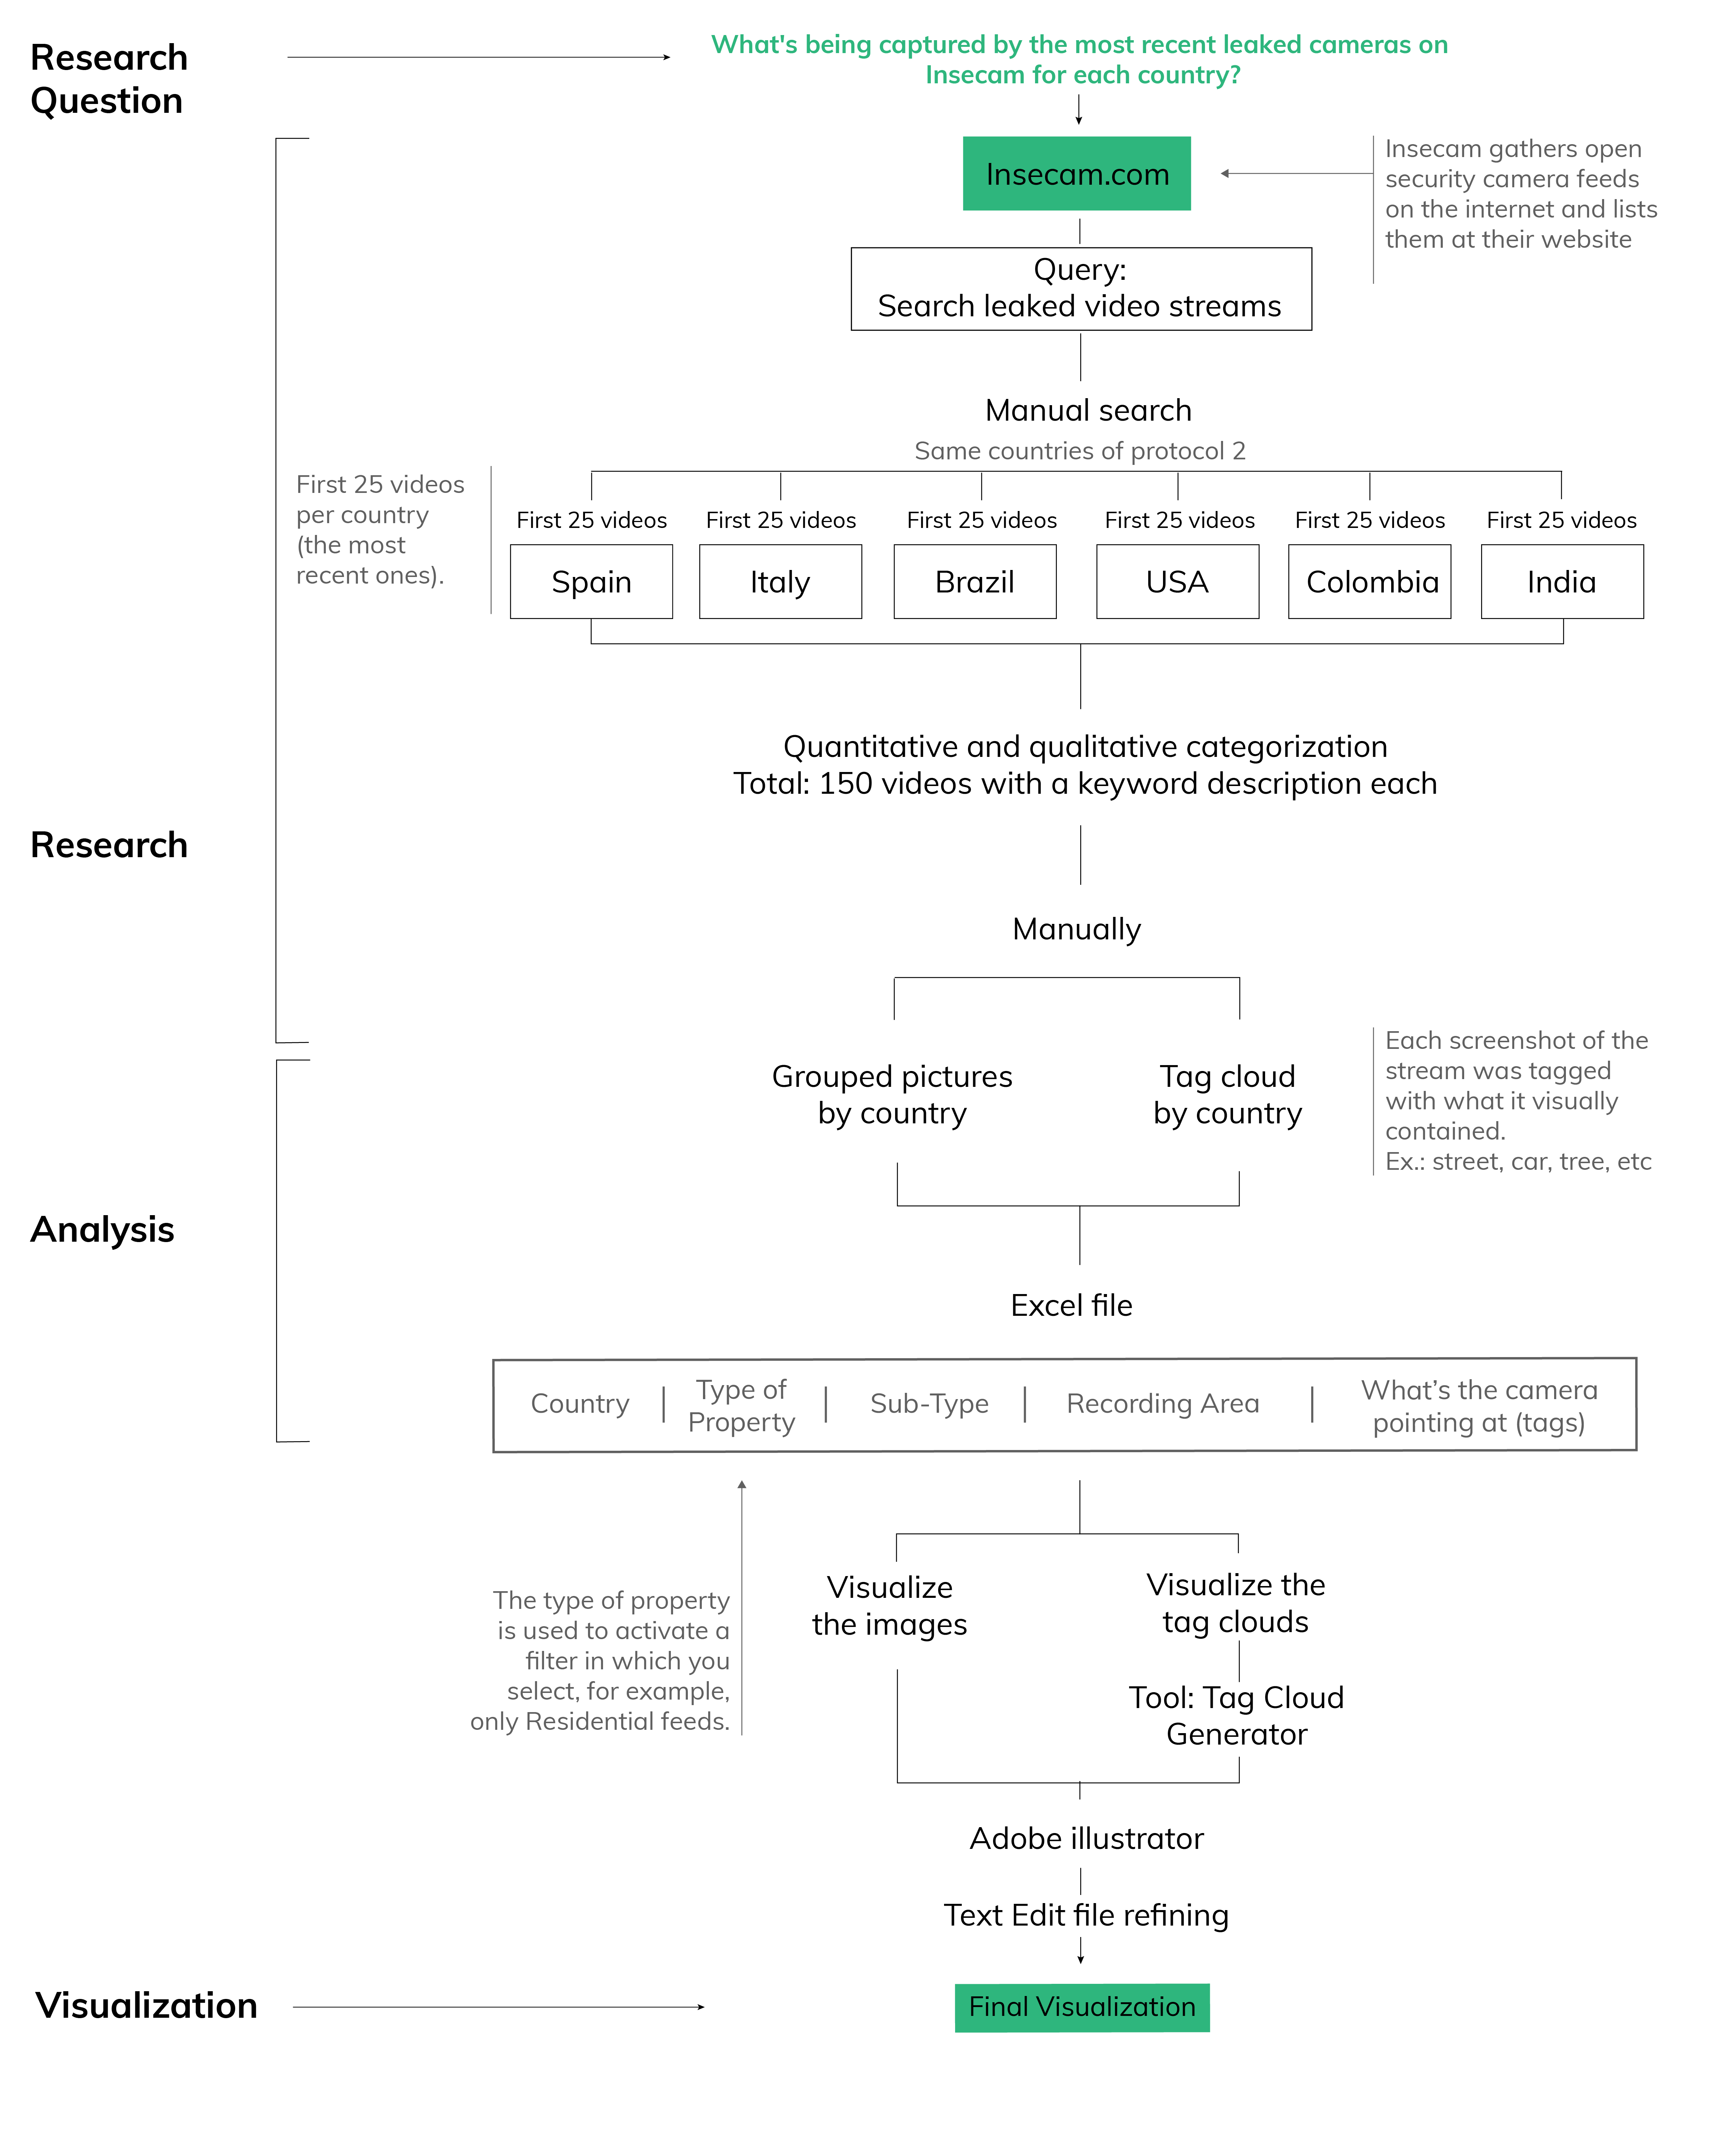 Research
Question
What's being captured by the most recent leaked cameras on
Insecam for each country?
Insecam.com
Insecam gathers open
security camera feeds
on the internet and lists
them at their website
Query:
Search leaked video streams
Manual search
Same countries of protocol 2
First 25 videos
per country
(the most
recent ones).
First 25 videos
First 25 videos
First 25 videos
First 25 videos
First 25 videos
First 25 videos
Spain
Italy
Brazil
USA
Colombia
India
Quantitative and qualitative categorization
Total: 150 videos with a keyword description each
Research
Manually
Grouped pictures
by country
Tag cloud
by country
Each screenshot of the
stream was tagged
with what it visually
contained.
Ex.: street, car, tree, etc
Analysis
Excel file
Country
Type of
Property
Sub-Type
Recording Area
What’s the camera
pointing at (tags)
The type of property
is used to activate a
filter in which you
select, for example,
only Residential feeds.
Visualize
the images
Visualize the
tag clouds
Tool: Tag Cloud
Generator
Adobe illustrator
Text Edit file refining
Visualization
Final Visualization